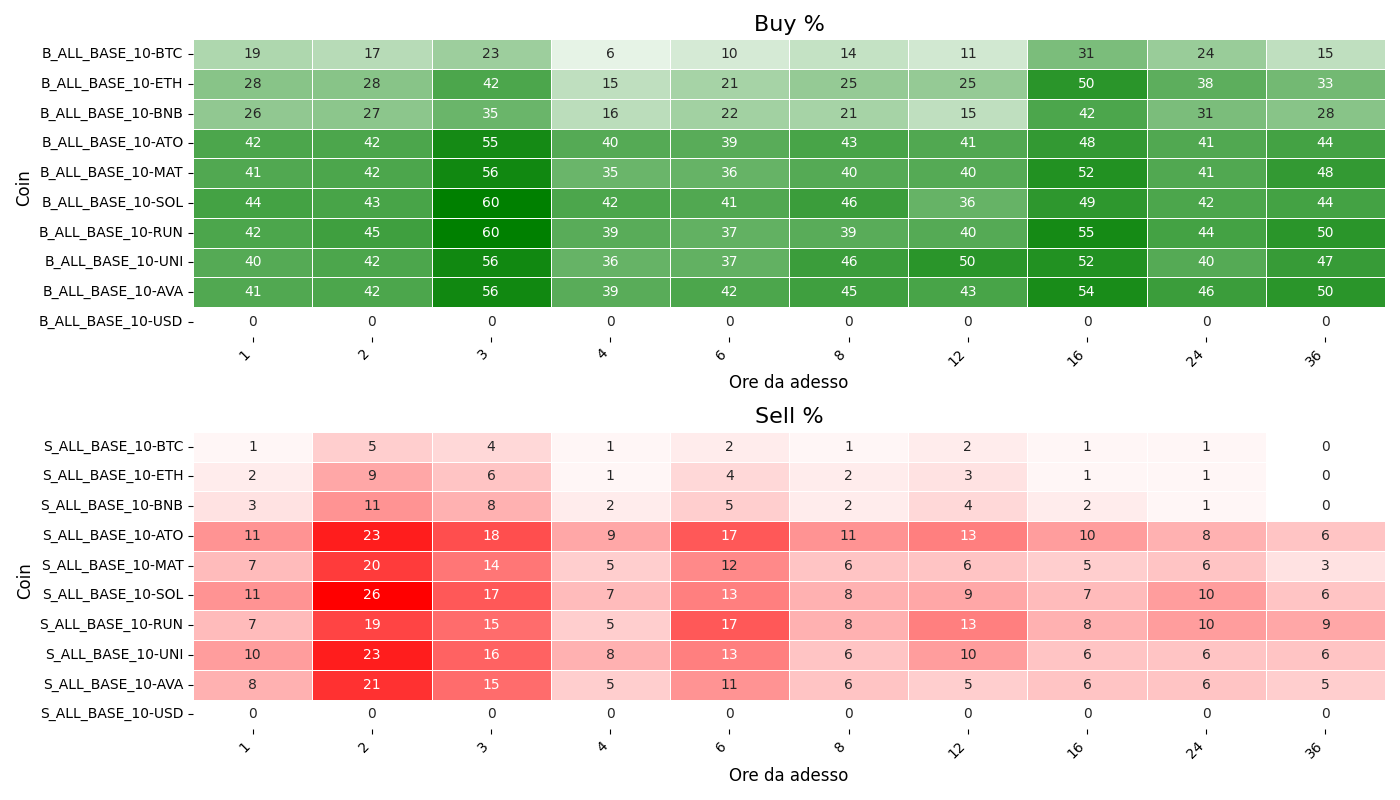 Buy %
Coin
B_ALL_BASE_10-BTC 19 17 23 6 10 14 11 31 24 15
B_ALL_BASE_10-ETH 28 28 42 15 21 25 25 50 38 33
B_ALL_BASE_10-BNB 26 27 35 16 22 21 15 42 31 28
B_ALL_BASE_10-ATO 42 42 55 40 39 43 41 48 41 44
B_ALL_BASE_10-MAT 41 42 56 35 36 40 40 52 41 48
B_ALL_BASE_10-SOL 44 43 60 42 41 46 36 49 42 44
B_ALL_BASE_10-RUN 42 45 60 39 37 39 40 55 44 50
B_ALL_BASE_10-UNI 40 42 56 36 37 46 50 52 40 47
B_ALL_BASE_10-AVA 41 42 56 39 42 45 43 54 46 50
B_ALL_BASE_10-USD 0 0 0 0 0 0 0 0 0 0
1 2 3 4 6 8 12 16 24 36
Ore da adesso
Sell %
Coin
S_ALL_BASE_10-BTC 1 5 4 1 2 1 2 1 1 0
S_ALL_BASE_10-ETH 2 9 6 1 4 2 3 1 1 0
S_ALL_BASE_10-BNB 3 11 8 2 5 2 4 2 1 0
S_ALL_BASE_10-ATO 11 23 18 9 17 11 13 10 8 6
S_ALL_BASE_10-MAT 7 20 14 5 12 6 6 5 6 3
S_ALL_BASE_10-SOL 11 26 17 7 13 8 9 7 10 6
S_ALL_BASE_10-RUN 7 19 15 5 17 8 13 8 10 9
S_ALL_BASE_10-UNI 10 23 16 8 13 6 10 6 6 6
S_ALL_BASE_10-AVA 8 21 15 5 11 6 5 6 6 5
S_ALL_BASE_10-USD 0 0 0 0 0 0 0 0 0 0
1 2 3 4 6 8 12 16 24 36
Ore da adesso